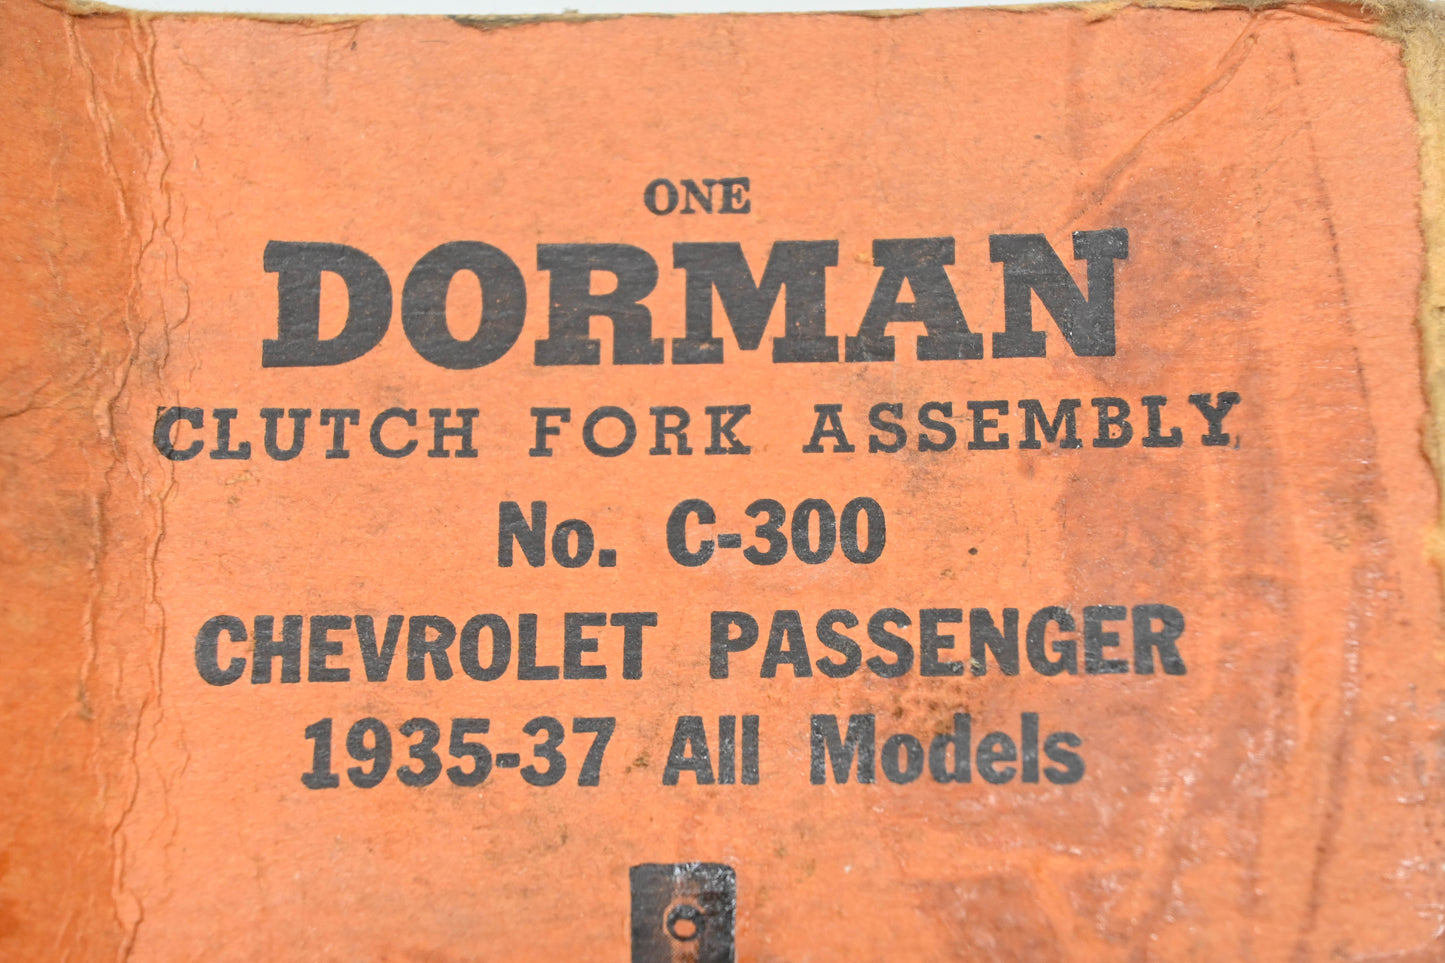 ONE
DORMAN
CLUTCH FORK ASSEMBLY
No. C-300
CHEVROLET PASSENGER
1935-37 All Models